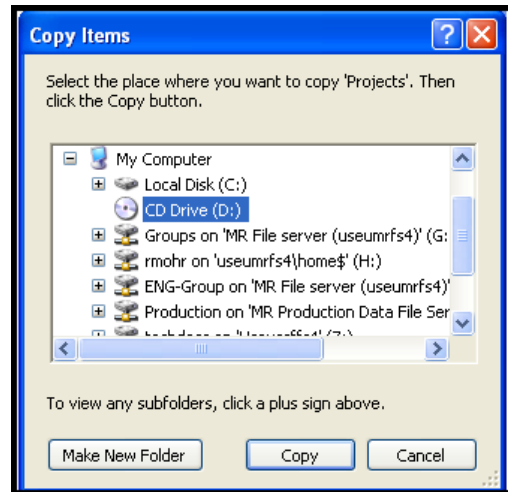 Copy Items
Select the place where you want to copy 'Projects'. Then
click the Copy button.
My Computer
Local Disk (C:)
CD Drive (D:)
Groups on 'MR File server (useumrfs4)' (G:
rmohr on 'useumrfs4\home$' (H:)
ENG-Group on 'MR File server (useumrfs4)'
Production on 'MR Production Data File Ser
To view any subfolders, click a plus sign above.
Make New Folder
Copy
Cancel